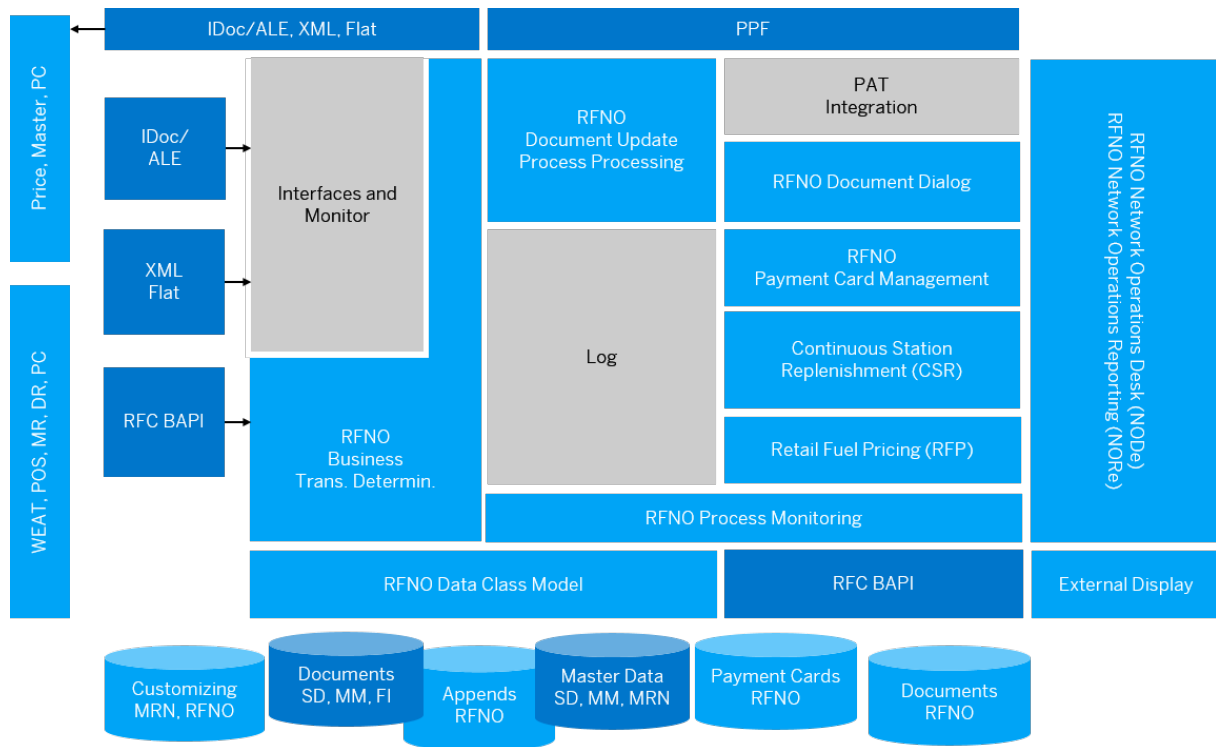 IDoc/ALE, XML, Flat
PPF
Price, Master, PC
IDoc/
ALE
Interfaces and
Monitor
RFNO
Document Update
Process Processing
PAT
Integration
RFNO Document Dialog
XML
Flat
RFNO
Payment Card Management
Log
Continuous Station
Replenishment (CSR)
WEAT, POS, MR, DR, PC
RFC BAPI
RFNO
Business
Trans. Determin.
Retail Fuel Pricing (RFP)
RFNO Process Monitoring
RFNO Network Operations Desk (NODe)
RFNO Network Operations Reporting (NORe)
RFNO Data Class Model
RFC BAPI
External Display
Customizing
MRN, RFNO
Documents
SD, MM, FI
Appends
RFNO
Master Data
SD, MM, MRN
Payment Cards
RFNO
Documents
RFNO